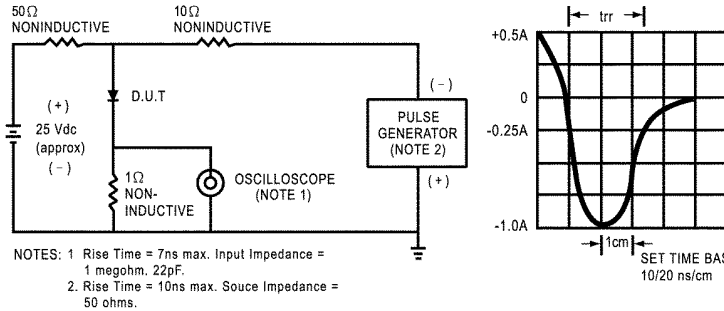 50Ω
NONINDUCTIVE
10Ω
NONINDUCTIVE
(+)
25 Vdc
(approx)
(−)
D.U.T
1Ω
NON-
INDUCTIVE
OSCILLOSCOPE
(NOTE 1)
(−)
PULSE
GENERATOR
(NOTE 2)
(+)
trr
+0.5A
0
-0.25A
-1.0A
1cm
SET TIME BAS
10/20 ns/cm
NOTES: 1 Rise Time = 7ns max. Input Impedance =
1 megohm. 22pF.
2. Rise Time = 10ns max. Souce Impedance =
50 ohms.